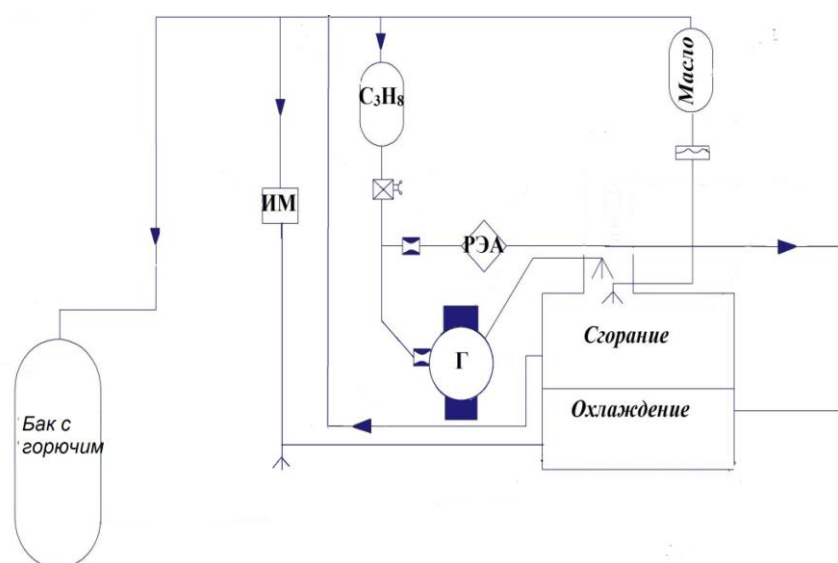 C₃H₈
Масло
ИМ
РЭА
Г
Сгорание
Охлаждение
Бак с
горючим